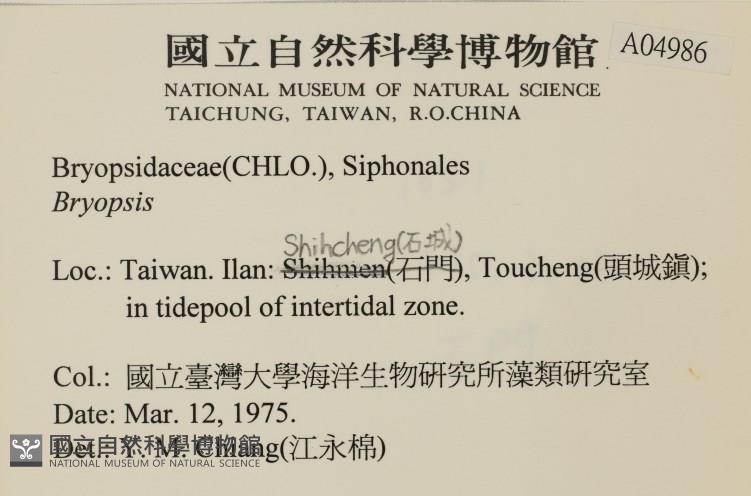 國立自然科學博物館
A04986
NATIONAL MUSEUM OF NATURAL SCIENCE
TAICHUNG, TAIWAN, R.O.CHINA
Bryopsidaceae(CHLO.), Siphonales
Bryopsis
Shihcheng(石城)
Loc.: Taiwan. Ilan: Shihmen(石門), Toucheng(頭城鎮);
in tidepool of intertidal zone.
Col.: 國立臺灣大學海洋生物研究所藻類研究室
Date: Mar. 12, 1975.
Det.: Y. M. Chiang(江永棉)
國立自然科學博物館
NATIONAL MUSEUM OF NATURAL SCIENCE